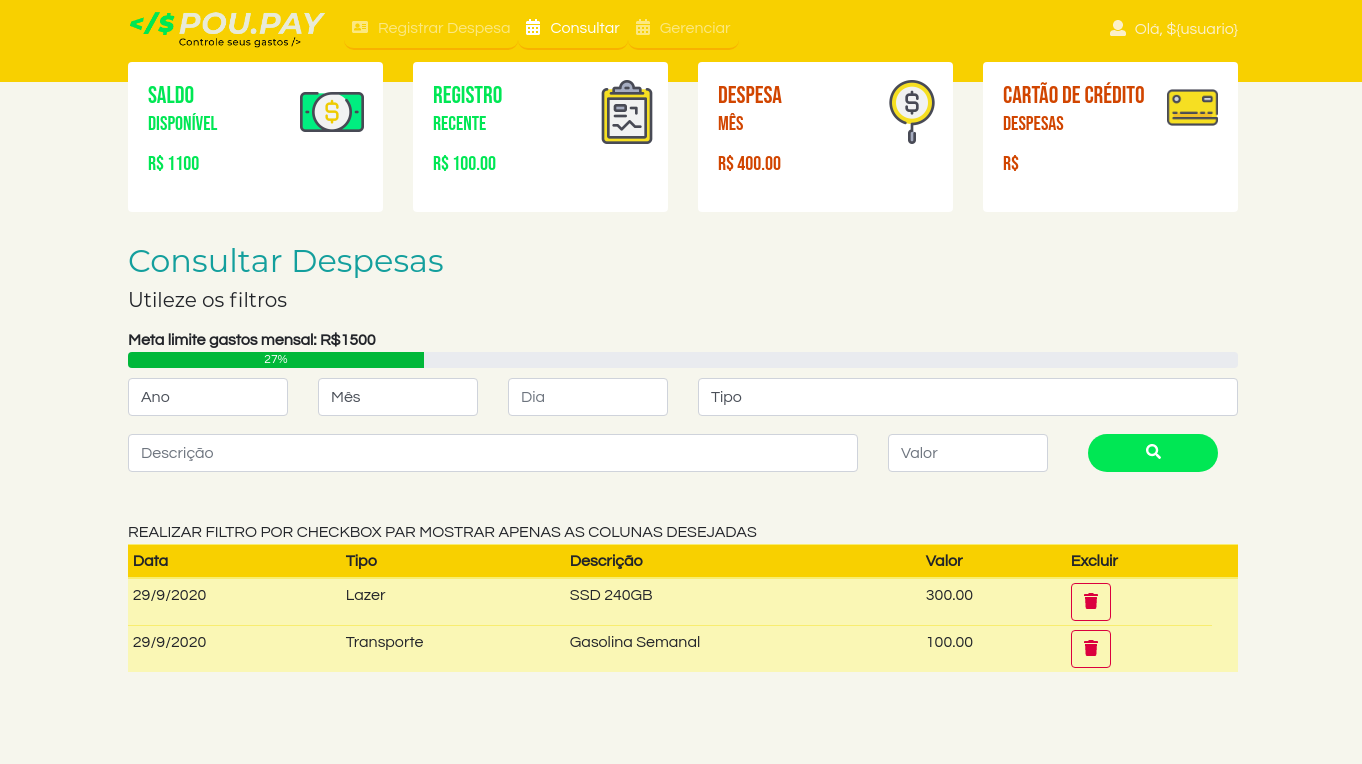 </$ POU.PAY
Controle seus gastos />
Registrar Despesa
Consultar
Gerenciar
Olá, ${usuario}
SALDO
DISPONÍVEL
R$ 1100
REGISTRO
RECENTE
R$ 100.00
DESPESA
MÊS
R$ 400.00
CARTÃO DE CRÉDITO
DESPESAS
R$
Consultar Despesas
Utileze os filtros
Meta limite gastos mensal: R$1500
27%
Ano
Mês
Dia
Tipo
Descrição
Valor
REALIZAR FILTRO POR CHECKBOX PAR MOSTRAR APENAS AS COLUNAS DESEJADAS
Data Tipo Descrição Valor Excluir
29/9/2020 Lazer SSD 240GB 300.00
29/9/2020 Transporte Gasolina Semanal 100.00